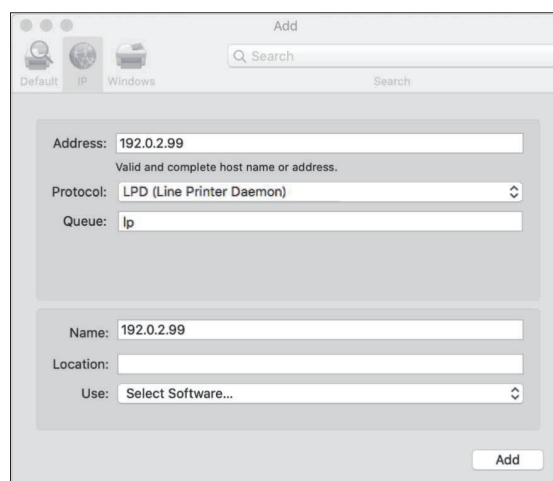 Add
Search
Default IP Windows Search
Address: 192.0.2.99
Valid and complete host name or address.
Protocol: LPD (Line Printer Daemon)
Queue: lp
Name: 192.0.2.99
Location:
Use: Select Software...
Add